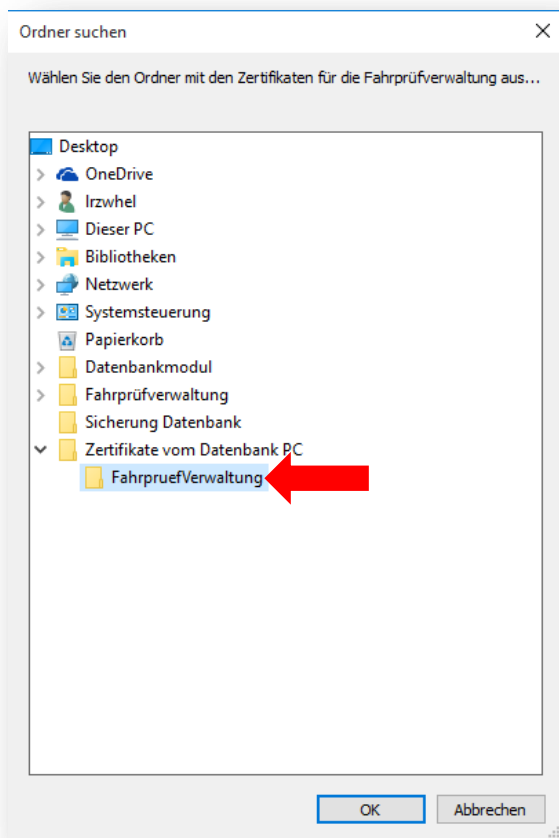 Ordner suchen
Wählen Sie den Ordner mit den Zertifikaten für die Fahrprüfverwaltung aus...
Desktop
OneDrive
lrzwhel
Dieser PC
Bibliotheken
Netzwerk
Systemsteuerung
Papierkorb
Datenbankmodul
Fahrprüfverwaltung
Sicherung Datenbank
Zertifikate vom Datenbank PC
FahrpruefVerwaltung
OK
Abbrechen